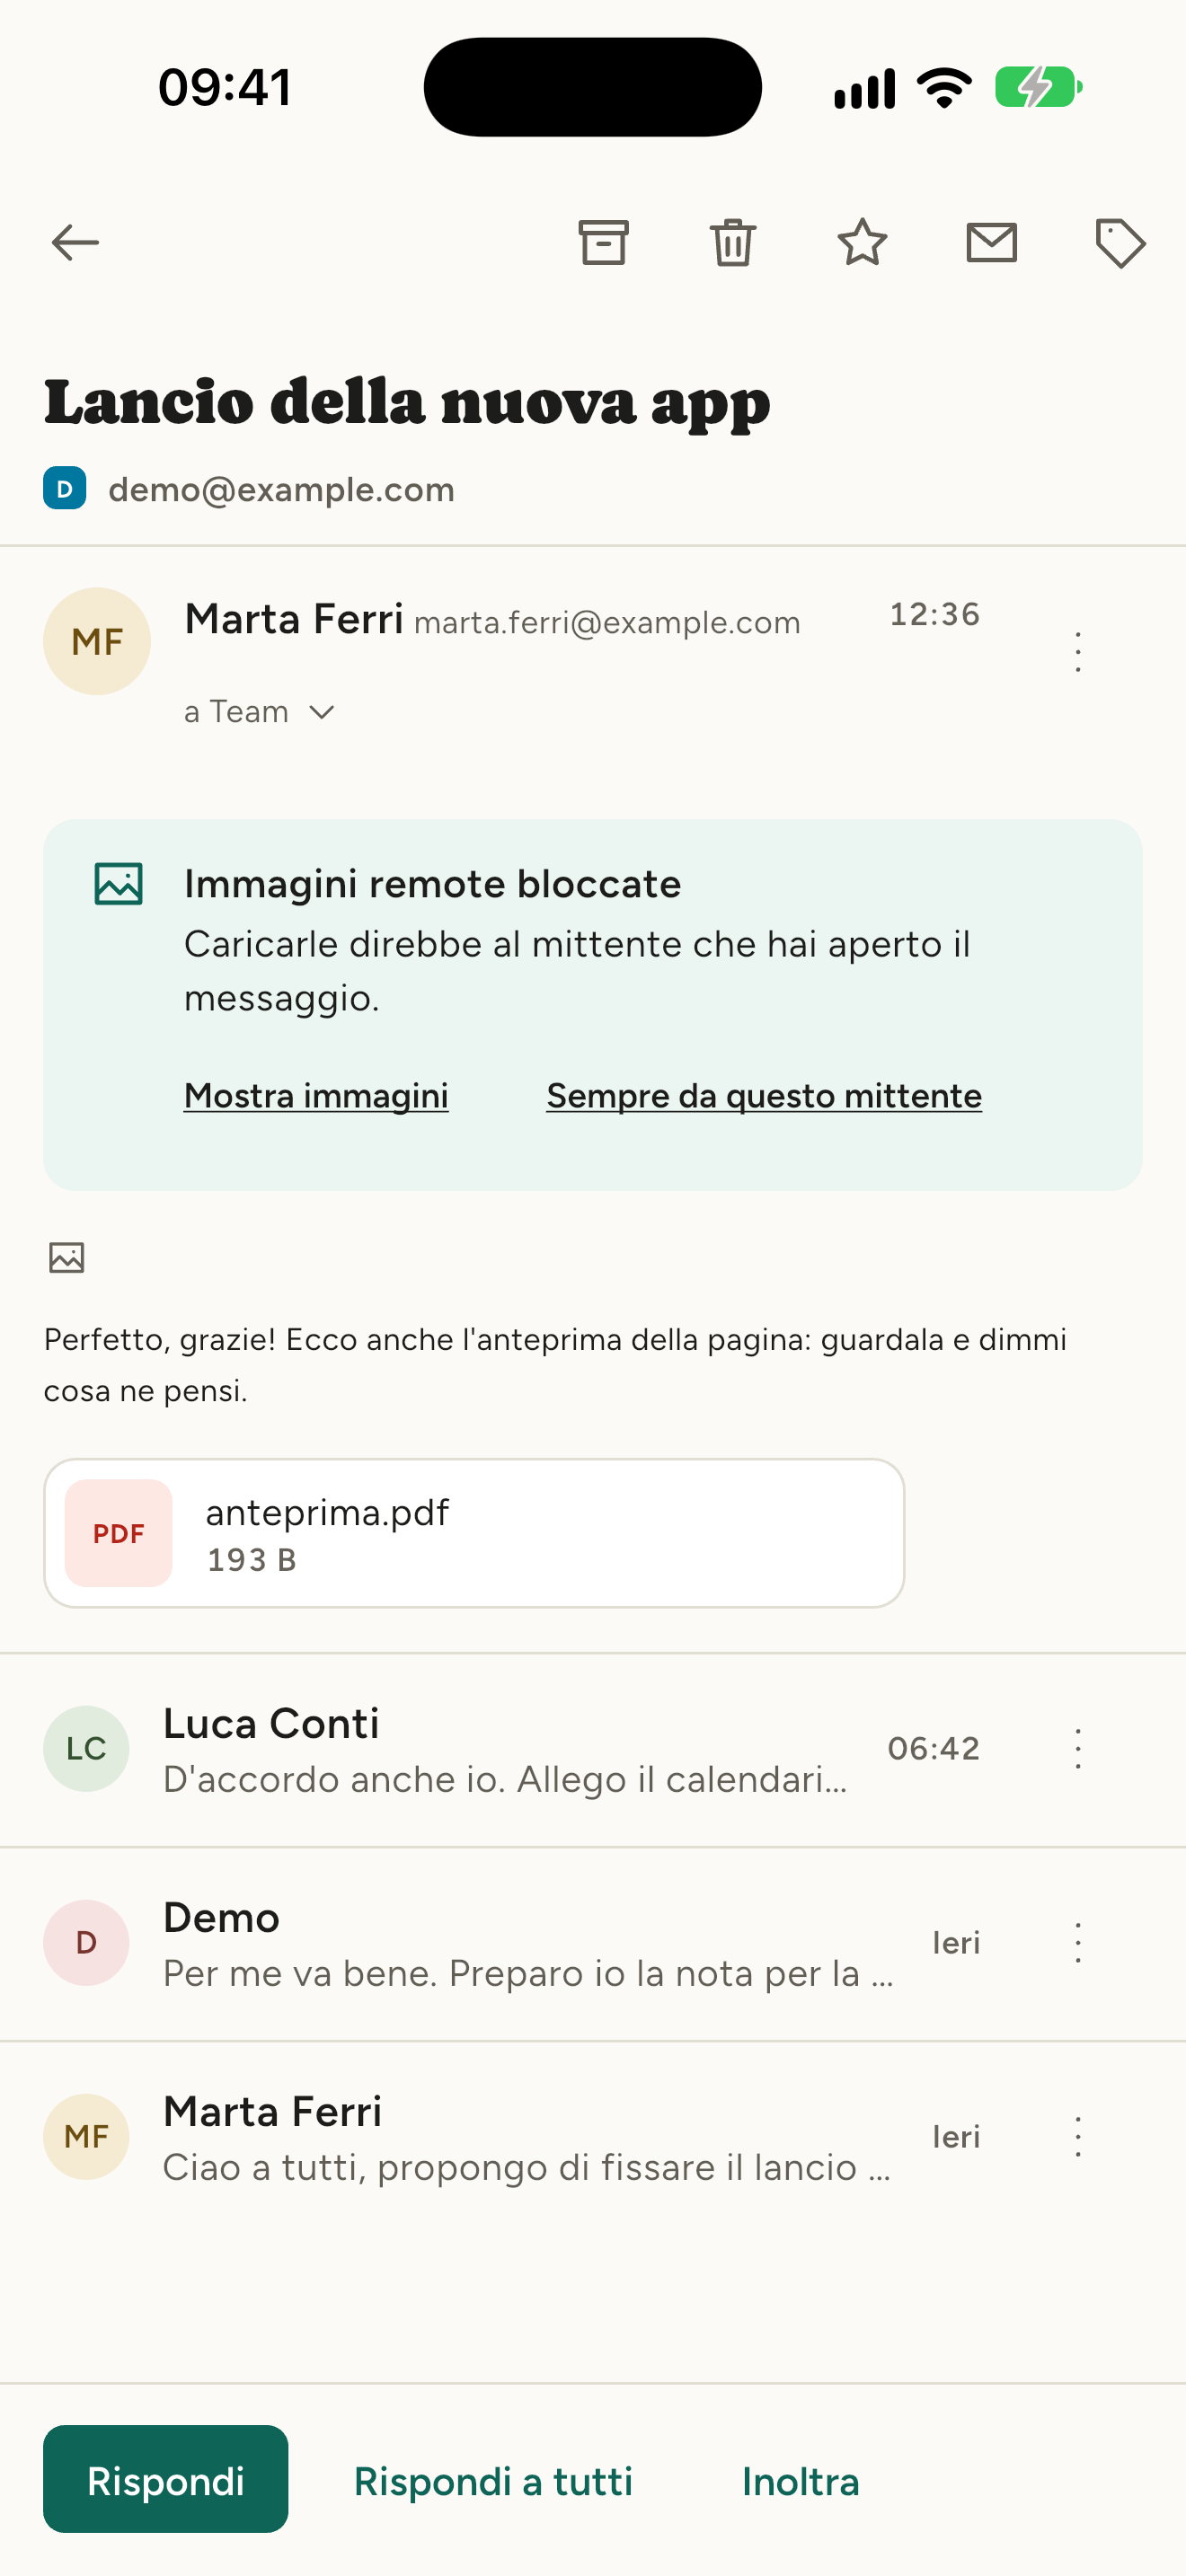 09:41
Lancio della nuova app
D demo@example.com
MF Marta Ferri marta.ferri@example.com 12:36
a Team
Immagini remote bloccate
Caricarle direbbe al mittente che hai aperto il
messaggio.
Mostra immagini Sempre da questo mittente
Perfetto, grazie! Ecco anche l'anteprima della pagina: guardala e dimmi
cosa ne pensi.
PDF anteprima.pdf
193 B
LC Luca Conti 06:42
D'accordo anche io. Allego il calendari...
D Demo Ieri
Per me va bene. Preparo io la nota per la ...
MF Marta Ferri Ieri
Ciao a tutti, propongo di fissare il lancio ...
Rispondi Rispondi a tutti Inoltra